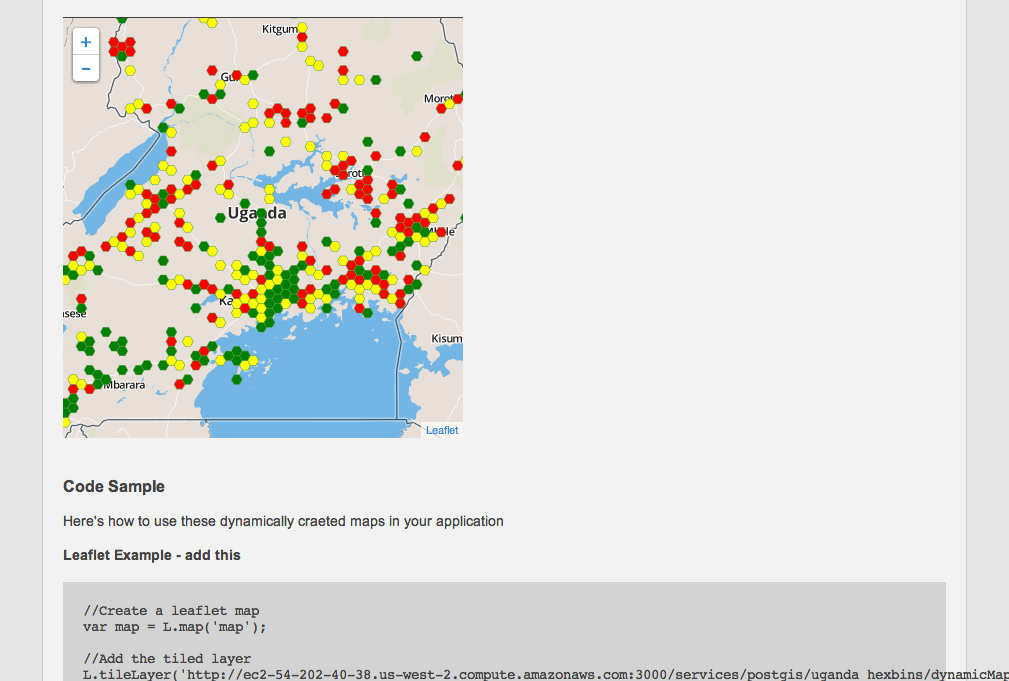 Kitgum
+
−
Gu
Morot
oroti
Uganda
Mbale
Ka
sese
Kisum
Mbarara
Leaflet
Code Sample
Here's how to use these dynamically craeted maps in your application
Leaflet Example - add this
//Create a leaflet map
var map = L.map('map');
//Add the tiled layer
L.tileLayer('http://ec2-54-202-40-38.us-west-2.compute.amazonaws.com:3000/services/postgis/uganda_hexbins/dynamicMap